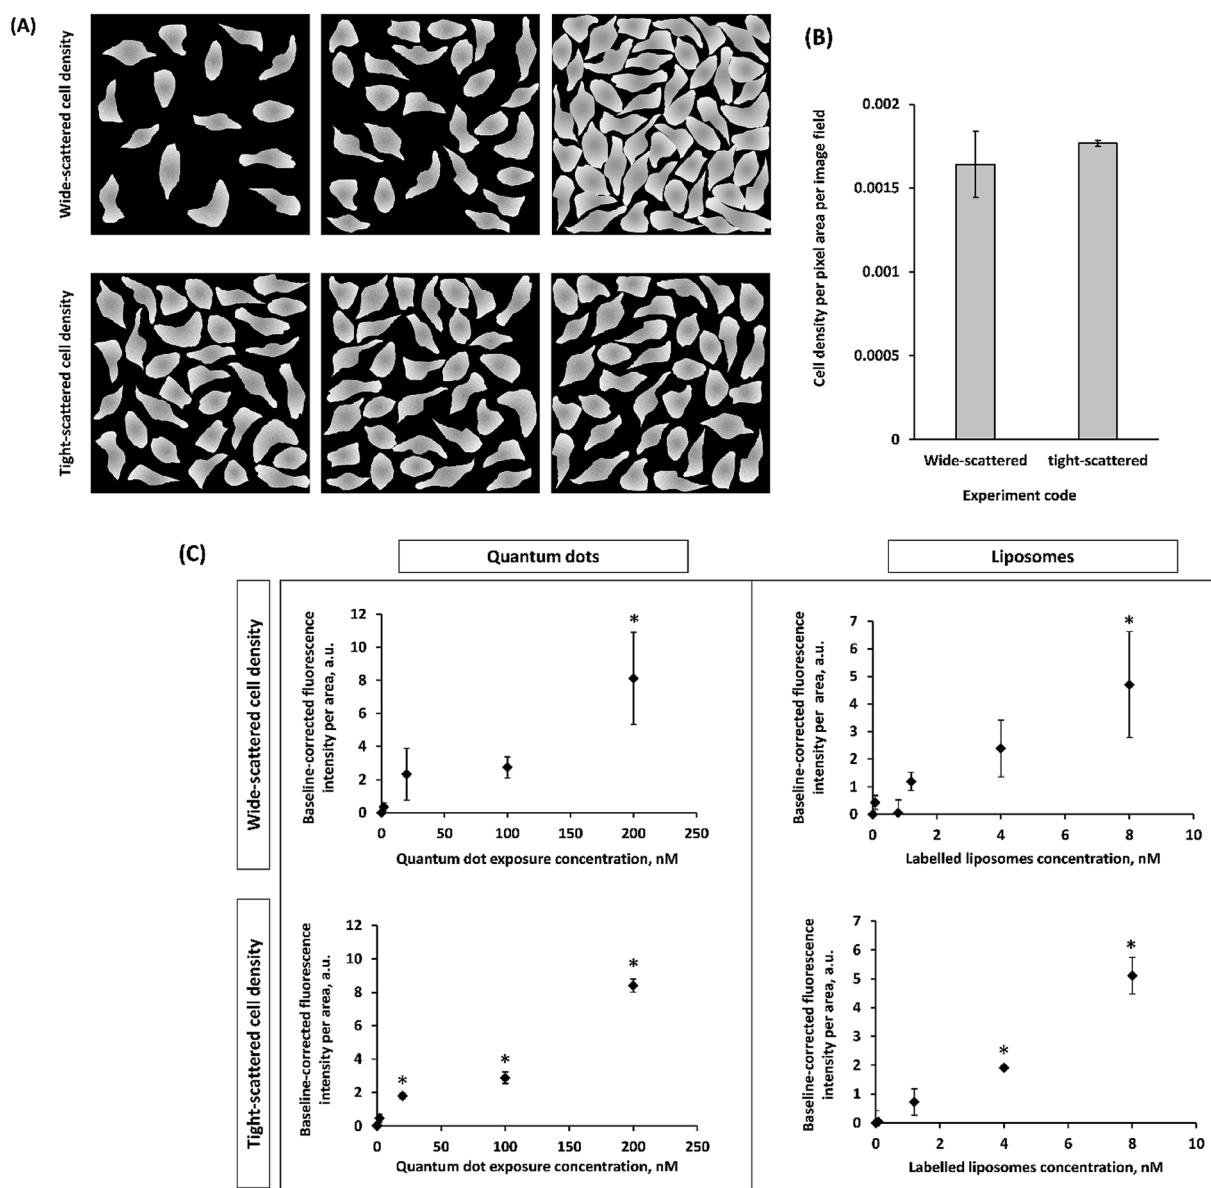 (A)
Wide-scattered cell density
Tight-scattered cell density
(B)
Cell density per pixel area per image field
0.002
0.0015
0.001
0.0005
0
Wide-scattered tight-scattered
Experiment code
(C)
Quantum dots
Liposomes
Wide-scattered cell density
Baseline-corrected fluorescence
intensity per area, a.u.
12
10
8
6
4
2
0
*
0 50 100 150 200 250
Quantum dot exposure concentration, nM
Baseline-corrected fluorescence
intensity per area, a.u.
7
6
5
4
3
2
1
0
*
0 2 4 6 8 10
Labelled liposomes concentration, nM
Tight-scattered cell density
Baseline-corrected fluorescence
intensity per area, a.u.
12
10
8
6
4
2
0
* * *
0 50 100 150 200 250
Quantum dot exposure concentration, nM
Baseline-corrected fluorescence
intensity per area, a.u.
7
6
5
4
3
2
1
0
* *
0 2 4 6 8 10
Labelled liposomes concentration, nM